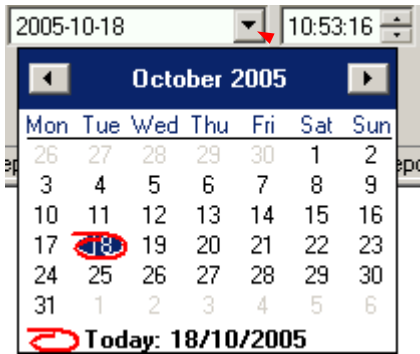 2005-10-18 10:53:16
October 2005
Mon Tue Wed Thu Fri Sat Sun
26 27 28 29 30 1 2
3 4 5 6 7 8 9
10 11 12 13 14 15 16
17 18 19 20 21 22 23
24 25 26 27 28 29 30
31 1 2 3 4 5 6
Today: 18/10/2005